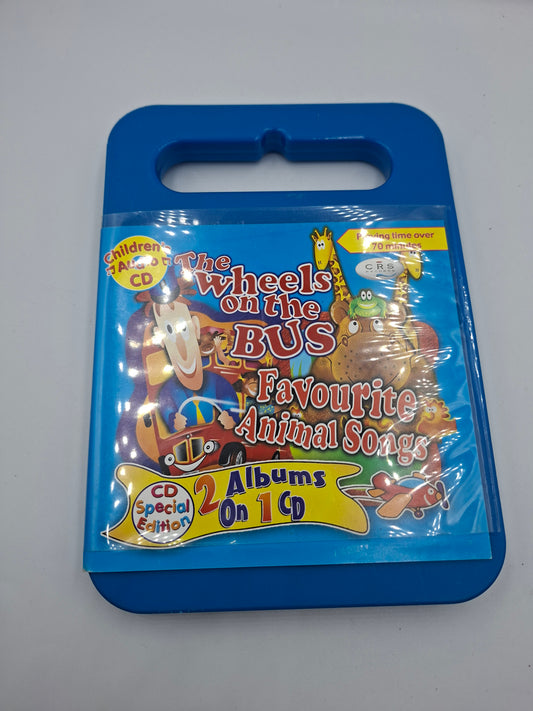 Children's
Audio
CD
Playing time over
70 minutes
CRS
The
Wheels
on the
BUS
Favourite
Animal Songs
CD
Special
Edition
2 Albums
On 1 CD